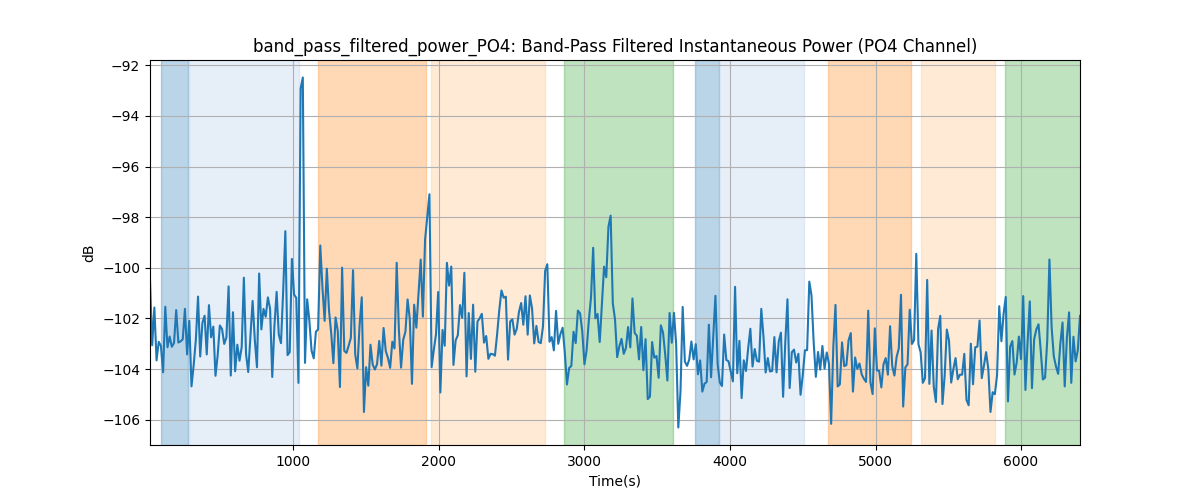 band_pass_filtered_power_PO4: Band-Pass Filtered Instantaneous Power (PO4 Channel)
−92
−94
−96
−98
−100
−102
−104
−106
dB
1000 2000 3000 4000 5000 6000
Time(s)